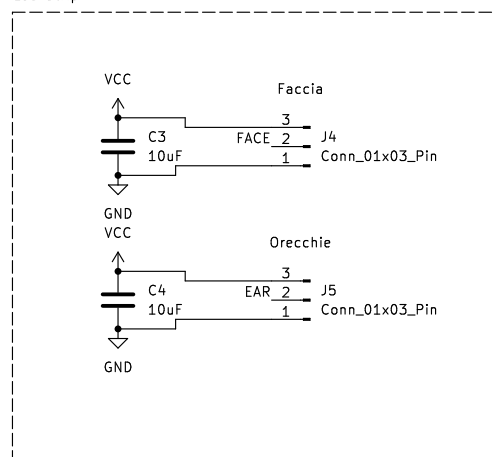 VCC
Faccia
C3
10uF
3
FACE 2
1
J4
Conn_01x03_Pin
GND
VCC
Orecchie
C4
10uF
3
EAR 2
1
J5
Conn_01x03_Pin
GND